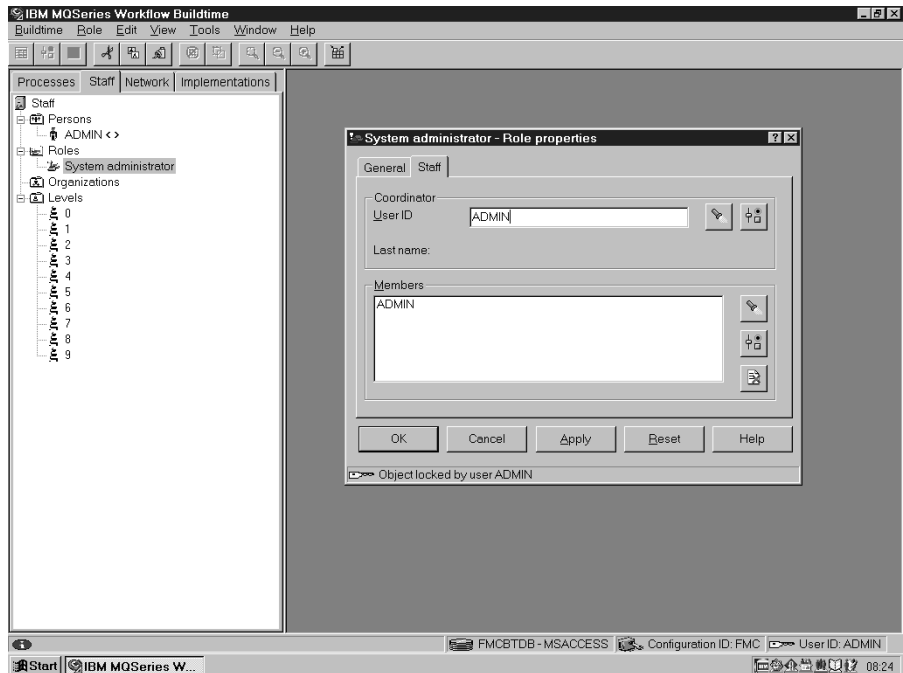 IBM MQSeries Workflow Buildtime
Buildtime Role Edit View Tools Window Help
Processes Staff Network Implementations
Staff
Persons
ADMIN < >
Roles
System administrator
Organizations
Levels
0
1
2
3
4
5
6
7
8
9
System administrator - Role properties
General Staff
Coordinator
User ID ADMIN
Last name:
Members
ADMIN
OK Cancel Apply Reset Help
Object locked by user ADMIN
FMCBTDB - MSACCESS Configuration ID: FMC User ID: ADMIN
Start IBM MQSeries W... 08:24